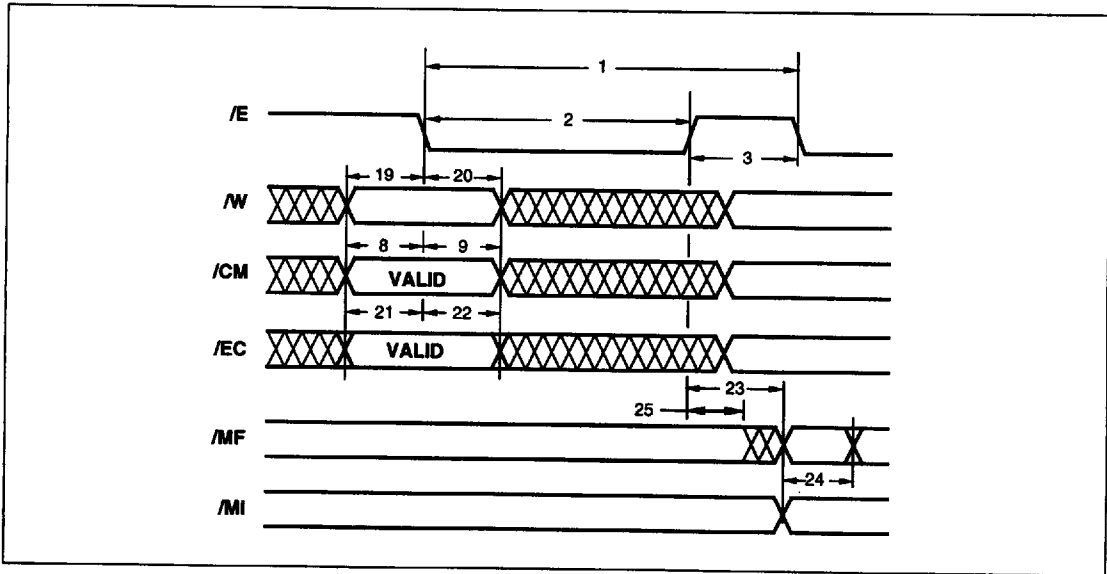 1
/E
2
3
19 20
/W
8 9
/CM VALID
21 22
/EC VALID
23
25
/MF
24
/MI